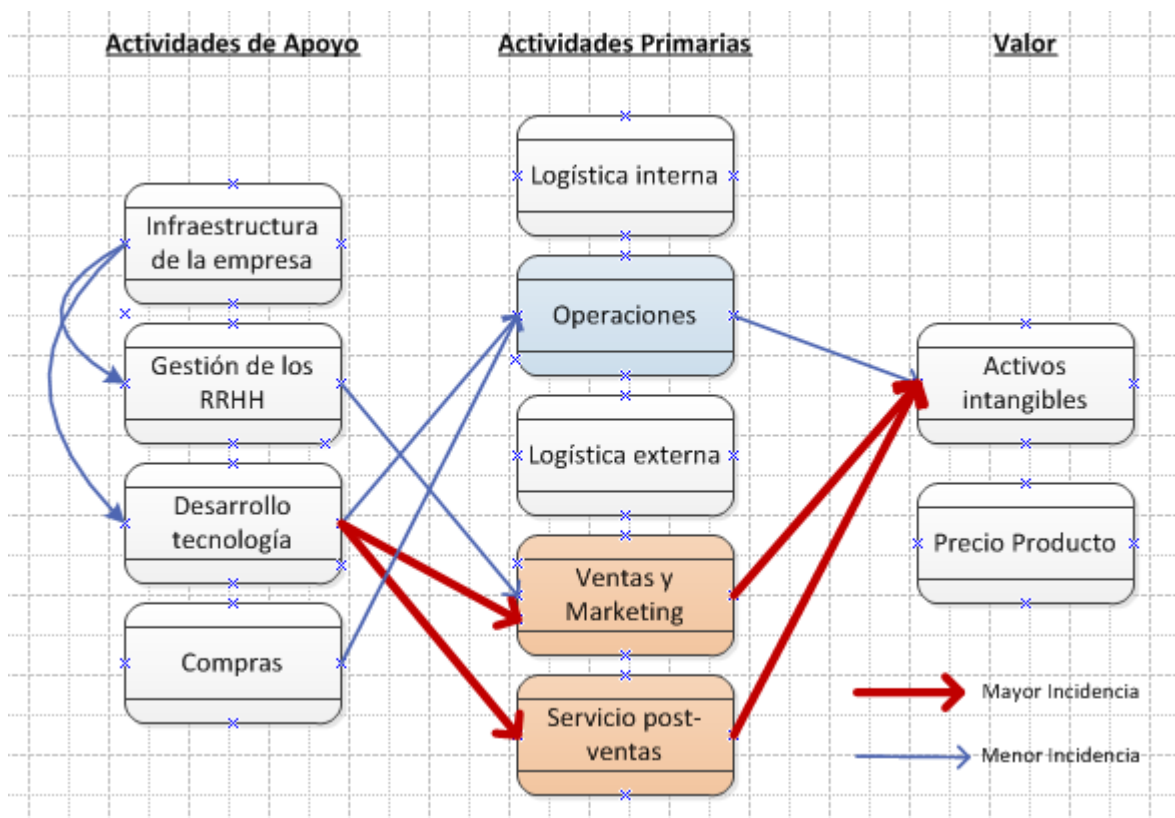 Actividades de Apoyo
Actividades Primarias
Valor
Infraestructura
de la empresa
Gestión de los
RRHH
Desarrollo
tecnología
Compras
Logística interna
Operaciones
Logística externa
Ventas y
Marketing
Servicio post-
ventas
Activos
intangibles
Precio Producto
Mayor Incidencia
Menor Incidencia